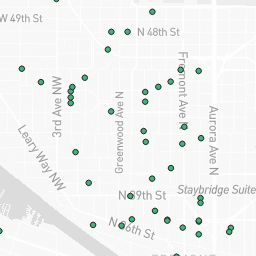 W 49th St
N 48th St
3rd Ave NW
Greenwood Ave N
Fremont Ave N
Aurora Ave N
Leary Way NW
Staybridge Suite
N 39th St
N 36th St